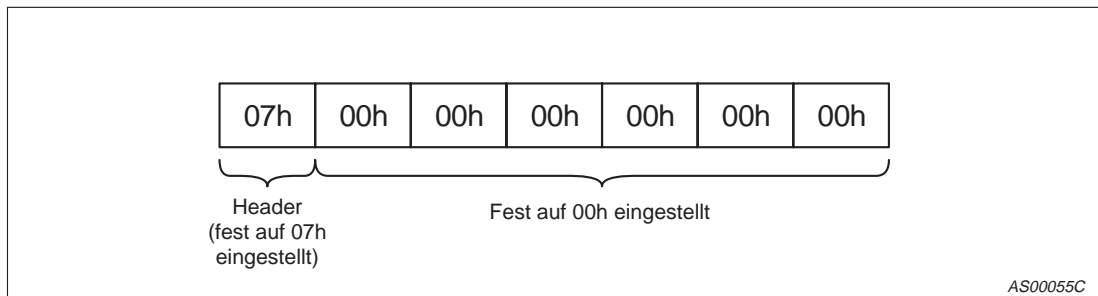 07h 00h 00h 00h 00h 00h 00h
Header
(fest auf 07h
eingestellt)
Fest auf 00h eingestellt
AS00055C